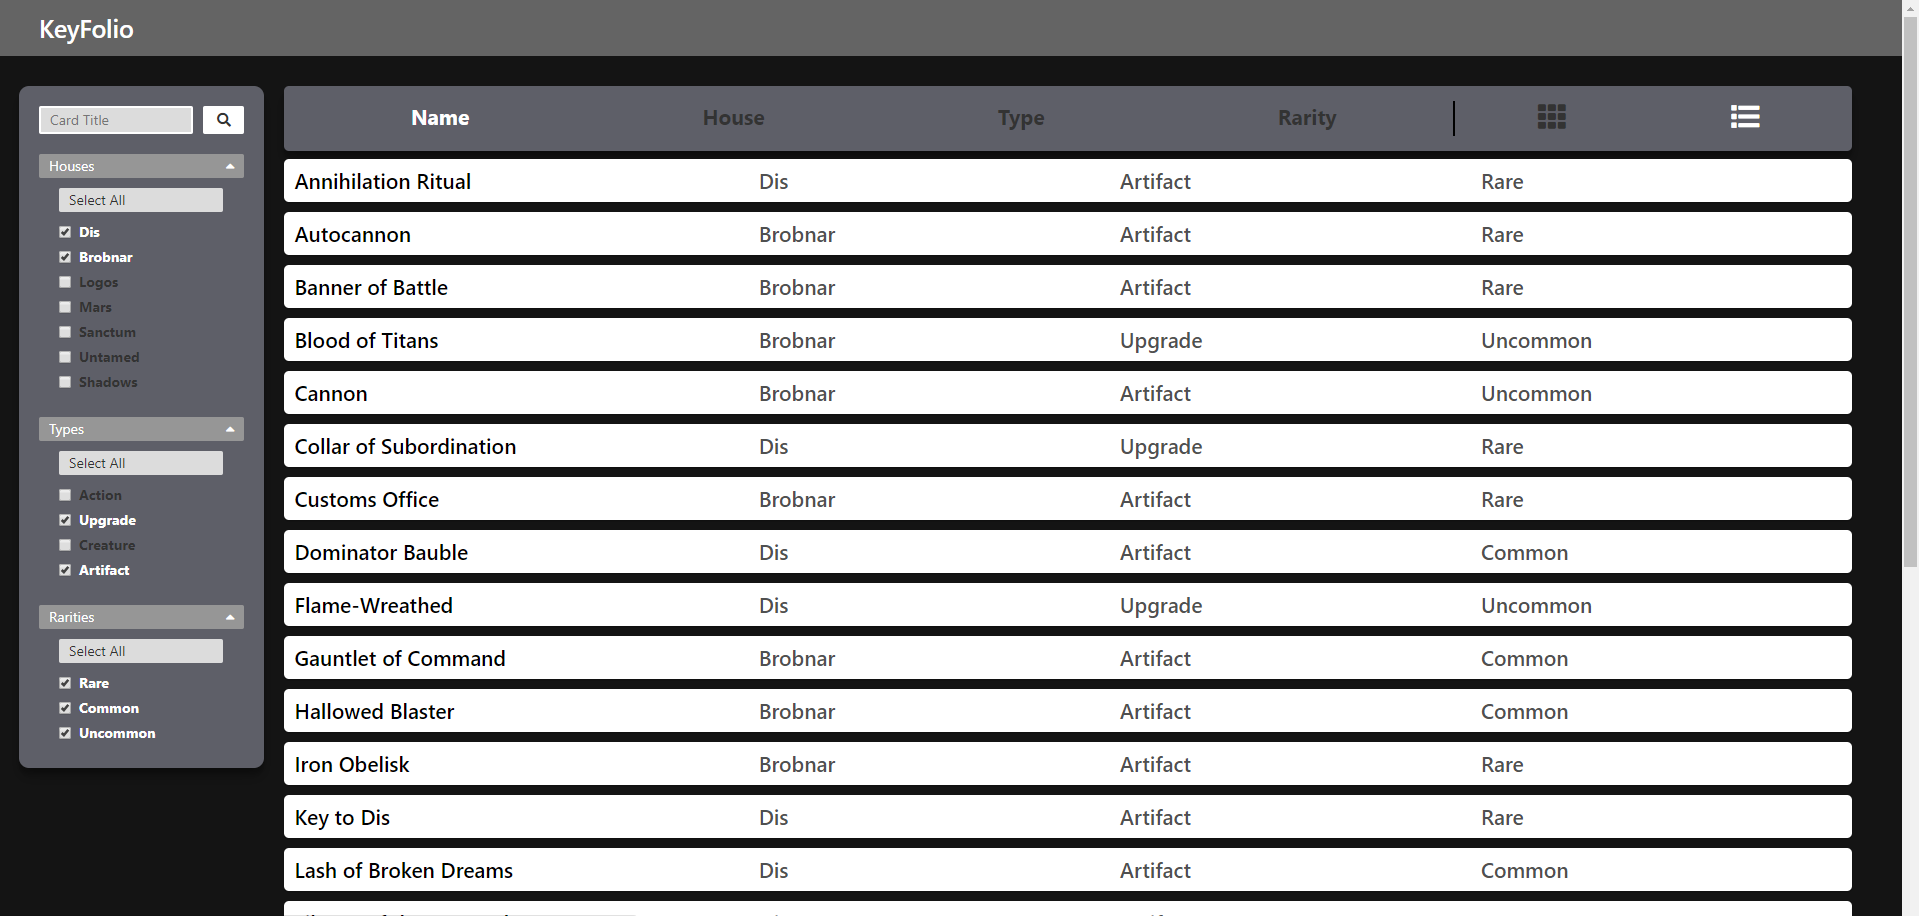 KeyFolio
Card Title
Houses
Select All
Dis
Brobnar
Logos
Mars
Sanctum
Untamed
Shadows
Types
Select All
Action
Upgrade
Creature
Artifact
Rarities
Select All
Rare
Common
Uncommon
Name House Type Rarity
Annihilation Ritual Dis Artifact Rare
Autocannon Brobnar Artifact Rare
Banner of Battle Brobnar Artifact Rare
Blood of Titans Brobnar Upgrade Uncommon
Cannon Brobnar Artifact Uncommon
Collar of Subordination Dis Upgrade Rare
Customs Office Brobnar Artifact Rare
Dominator Bauble Dis Artifact Common
Flame-Wreathed Dis Upgrade Uncommon
Gauntlet of Command Brobnar Artifact Common
Hallowed Blaster Brobnar Artifact Common
Iron Obelisk Brobnar Artifact Rare
Key to Dis Dis Artifact Rare
Lash of Broken Dreams Dis Artifact Common